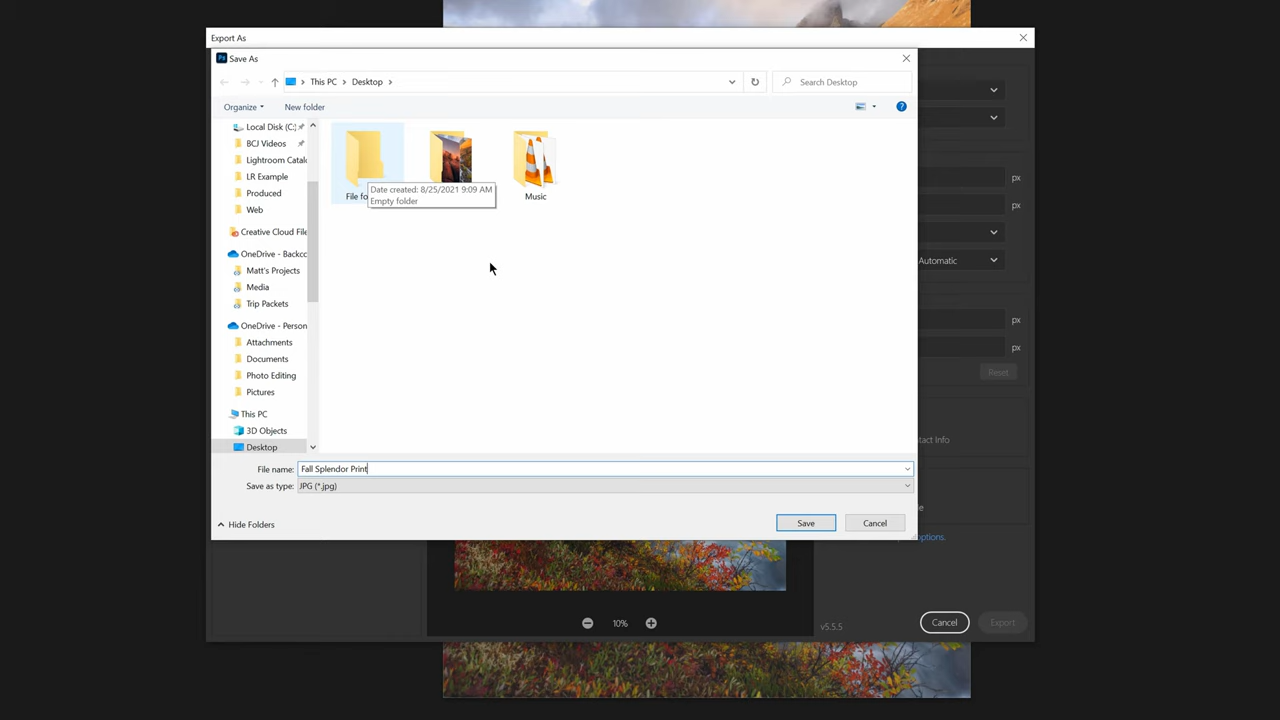 Export As
Ps Save As
This PC Desktop
Search Desktop
Organize New folder
Local Disk (C:)
BCJ Videos
Lightroom Catal
LR Example
Produced
Web
Creative Cloud File
OneDrive - Backc
Matt's Projects
Media
Trip Packets
OneDrive - Person
Attachments
Documents
Photo Editing
Pictures
This PC
3D Objects
Desktop
File fo
Music
Date created: 8/25/2021 9:09 AM
Empty folder
px
px
Automatic
px
px
Reset
tact Info
e
options.
File name: Fall Splendor Print
Save as type: JPG (*.jpg)
Hide Folders
Save Cancel
10%
v5.5.5
Cancel Export